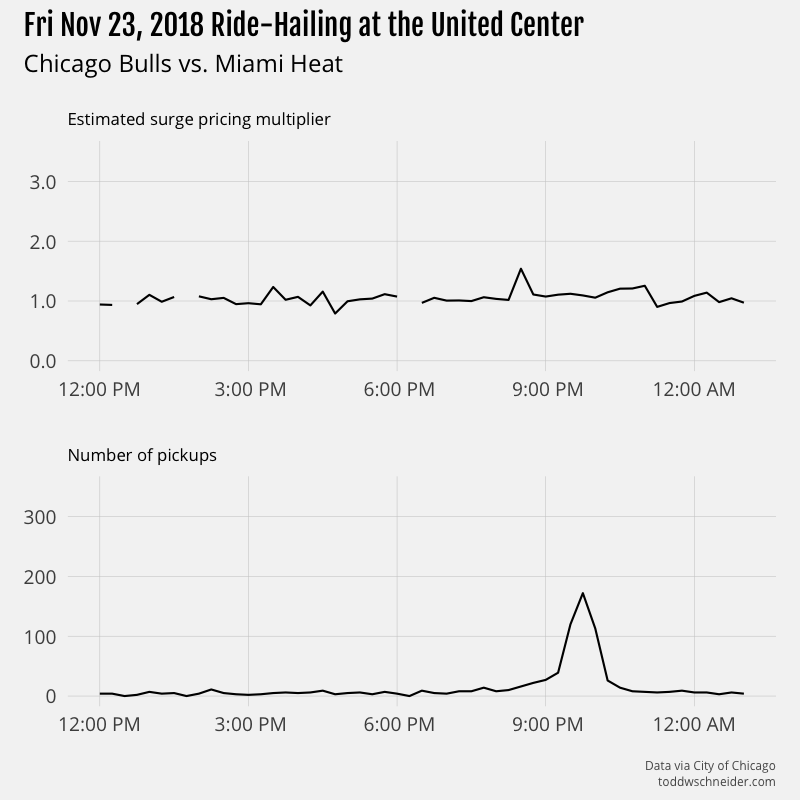 Fri Nov 23, 2018 Ride-Hailing at the United Center
Chicago Bulls vs. Miami Heat
Estimated surge pricing multiplier
3.0
2.0
1.0
0.0
12:00 PM 3:00 PM 6:00 PM 9:00 PM 12:00 AM
Number of pickups
300
200
100
0
12:00 PM 3:00 PM 6:00 PM 9:00 PM 12:00 AM
Data via City of Chicago
toddwschneider.com